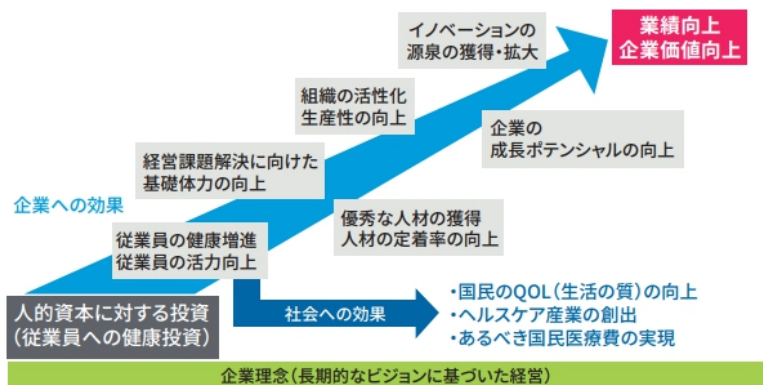 イノベーションの
源泉の獲得・拡大
業績向上
企業価値向上
組織の活性化
生産性の向上
企業の
成長ポテンシャルの向上
経営課題解決に向けた
基礎体力の向上
企業への効果
優秀な人材の獲得
人材の定着率の向上
従業員の健康増進
従業員の活力向上
人的資本に対する投資
（従業員への健康投資）
社会への効果
・国民のQOL（生活の質）の向上
・ヘルスケア産業の創出
・あるべき国民医療費の実現
企業理念（長期的なビジョンに基づいた経営）